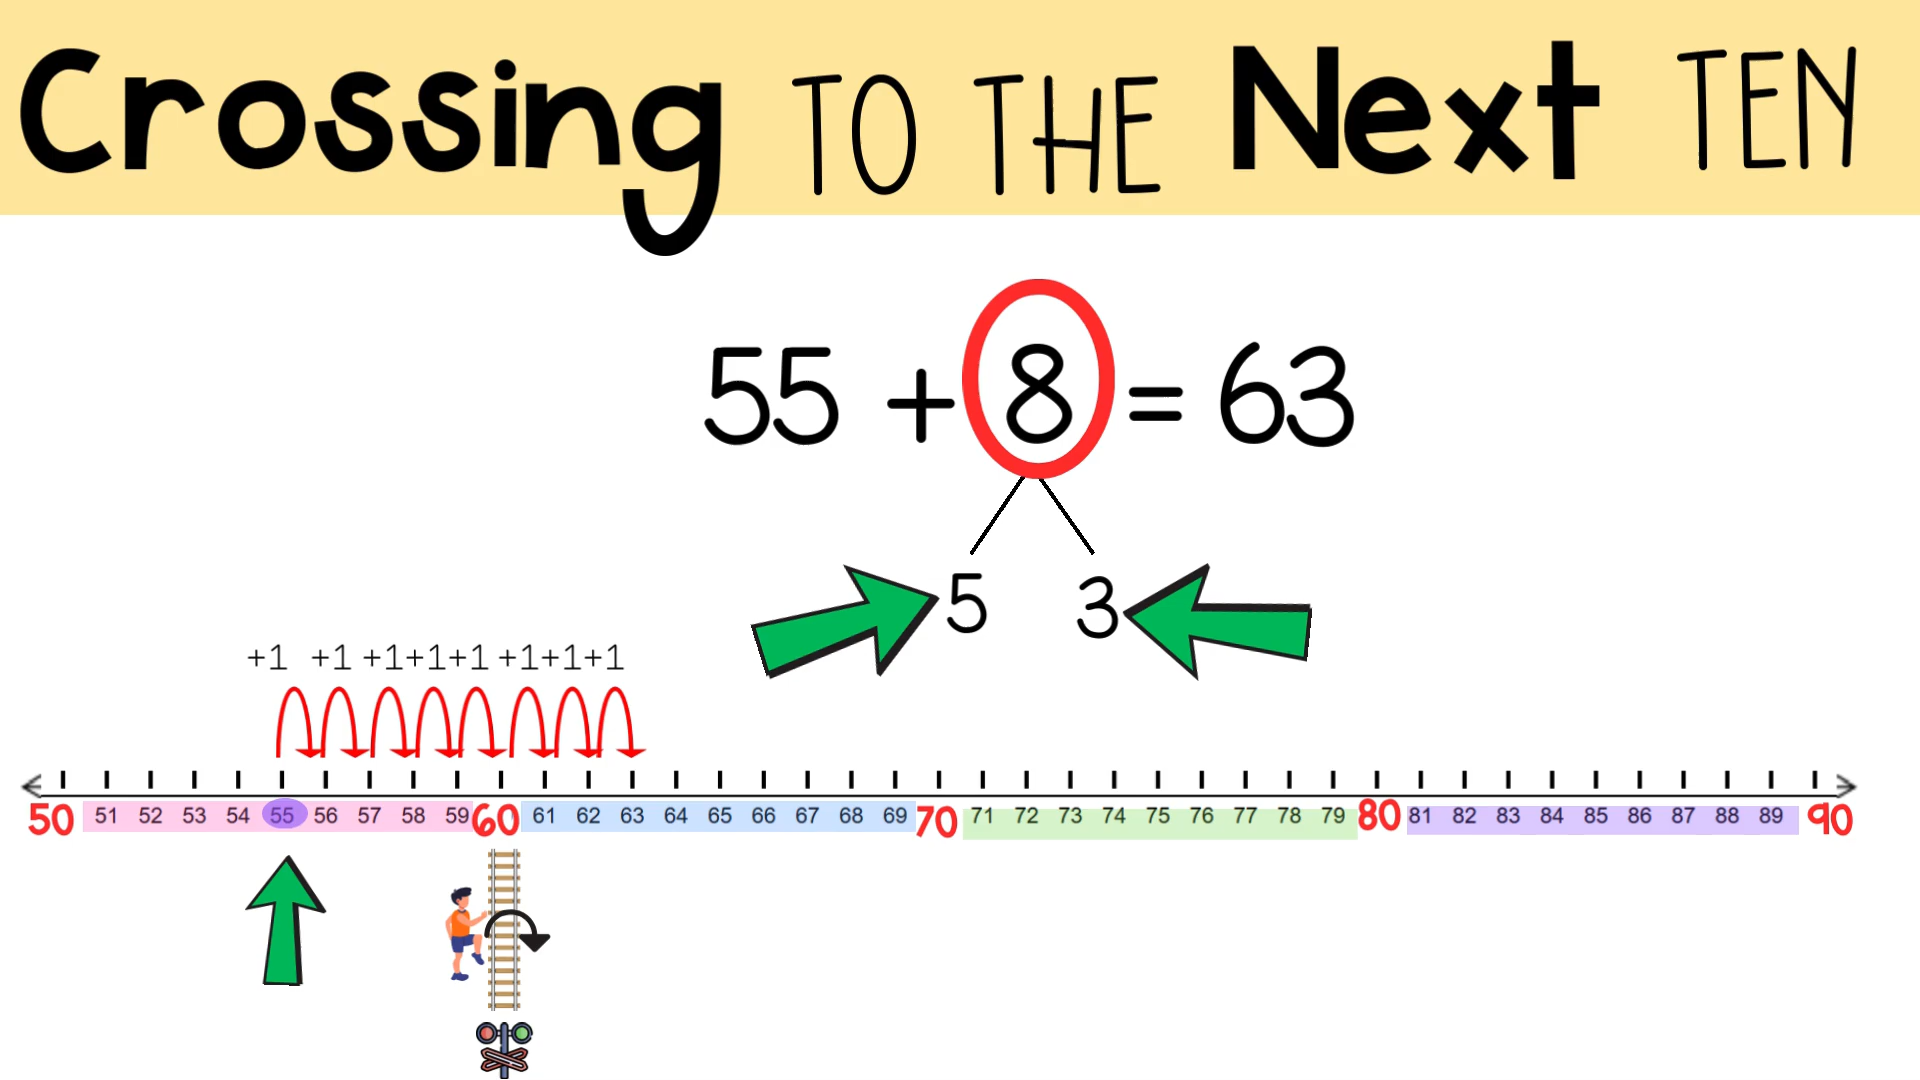 Crossing TO THE Next TEN
55 + 8 = 63
5 3
+1 +1 +1+1+1 +1+1+1
50 51 52 53 54 55 56 57 58 59 60 61 62 63 64 65 66 67 68 69 70 71 72 73 74 75 76 77 78 79 80 81 82 83 84 85 86 87 88 89 90